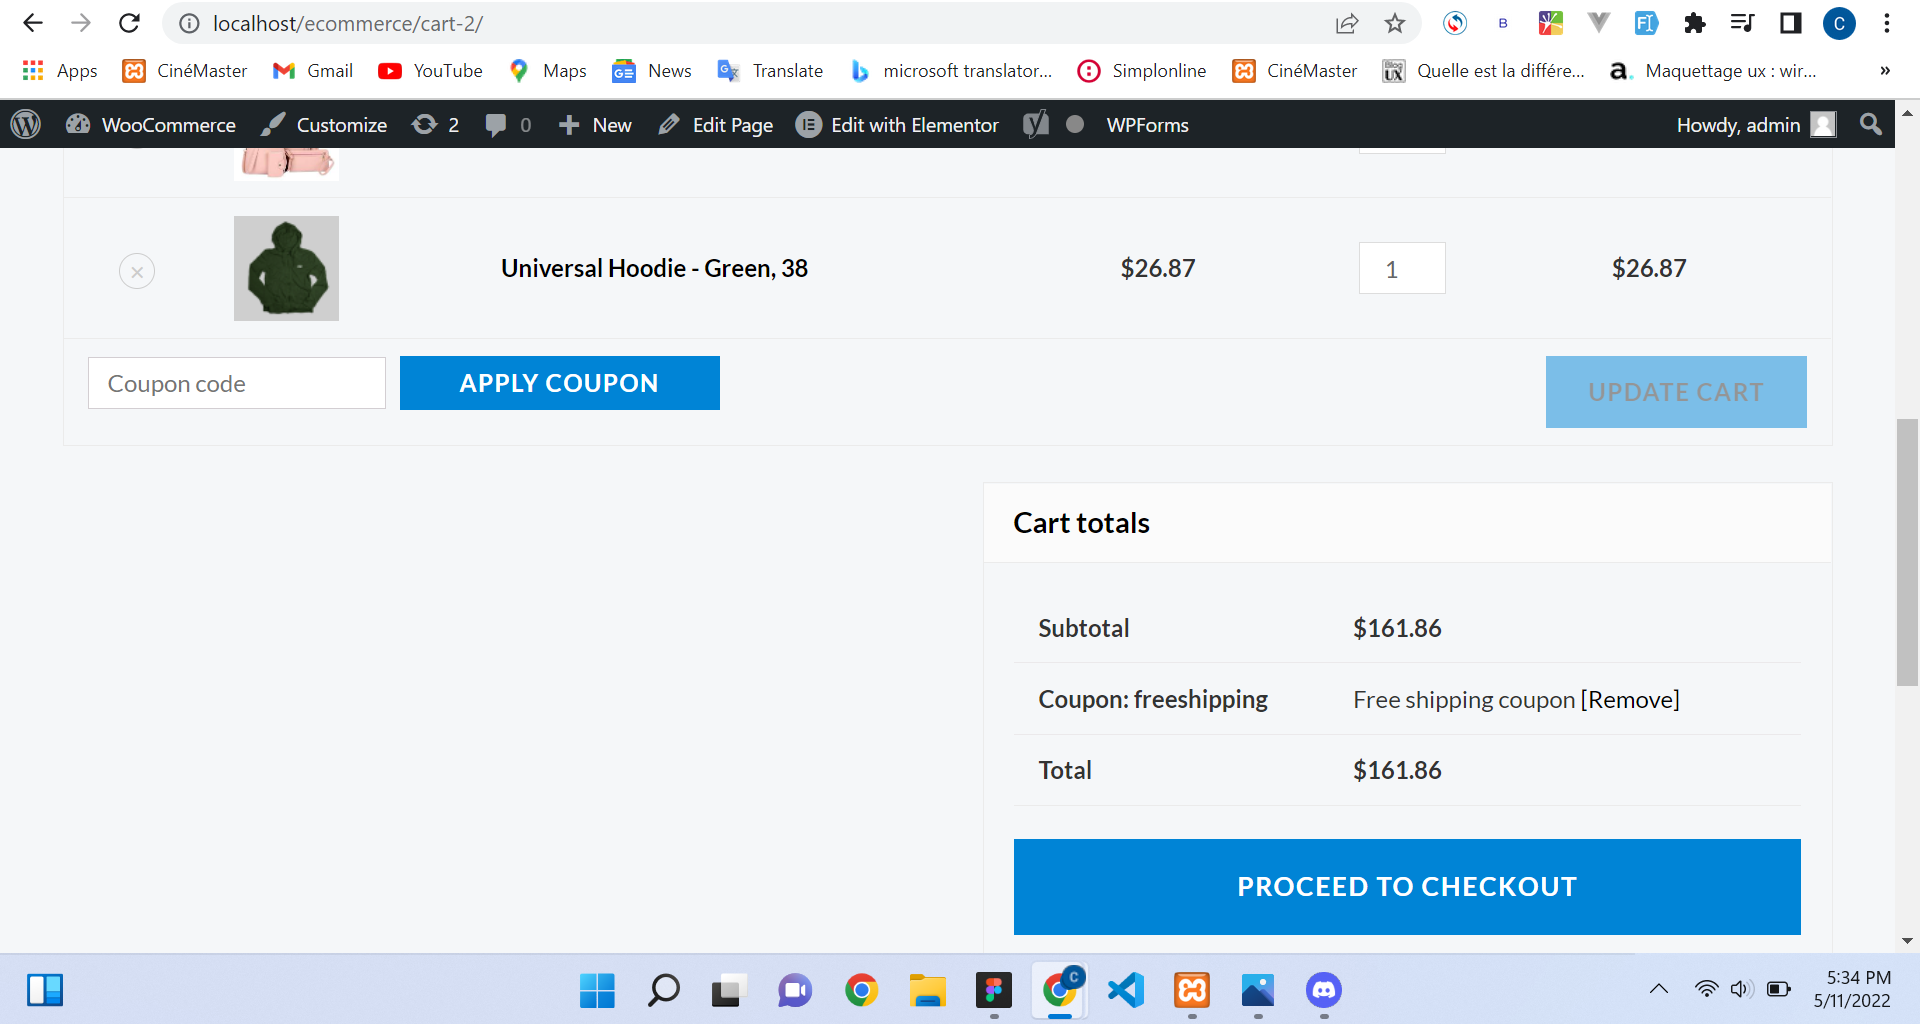 localhost/ecommerce/cart-2/
B
C
Apps CinéMaster Gmail YouTube Maps News Translate microsoft translator... Simplonline CinéMaster Quelle est la différe... Maquettage ux : wir... »
WooCommerce Customize 2 0 New Edit Page Edit with Elementor WPForms Howdy, admin
Universal Hoodie - Green, 38 $26.87 1 $26.87
Coupon code APPLY COUPON UPDATE CART
Cart totals
Subtotal $161.86
Coupon: freeshipping Free shipping coupon [Remove]
Total $161.86
PROCEED TO CHECKOUT
C
5:34 PM
5/11/2022